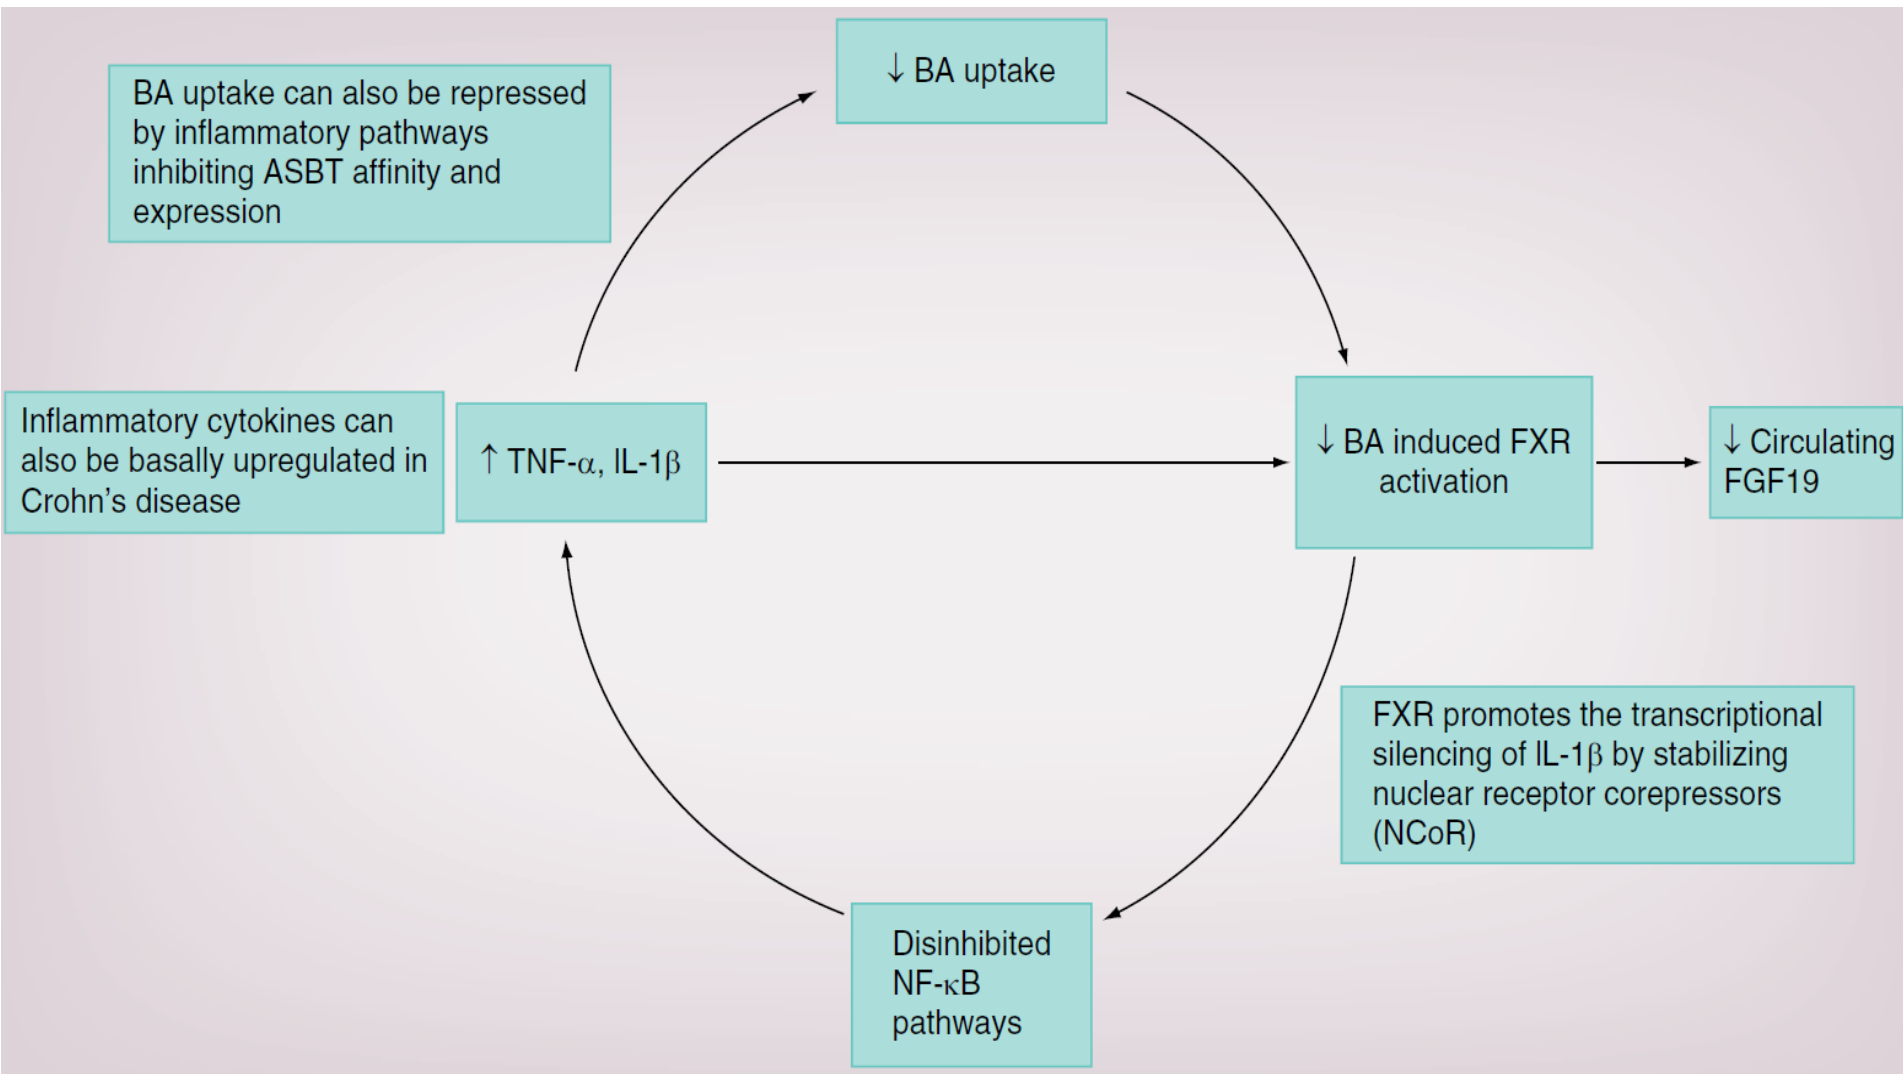 ↓ BA uptake
BA uptake can also be repressed
by inflammatory pathways
inhibiting ASBT affinity and
expression
Inflammatory cytokines can
also be basally upregulated in
Crohn’s disease
↑ TNF-α, IL-1β
↓ BA induced FXR
activation
↓ Circulating
FGF19
FXR promotes the transcriptional
silencing of IL-1β by stabilizing
nuclear receptor corepressors
(NCoR)
Disinhibited
NF-κB
pathways